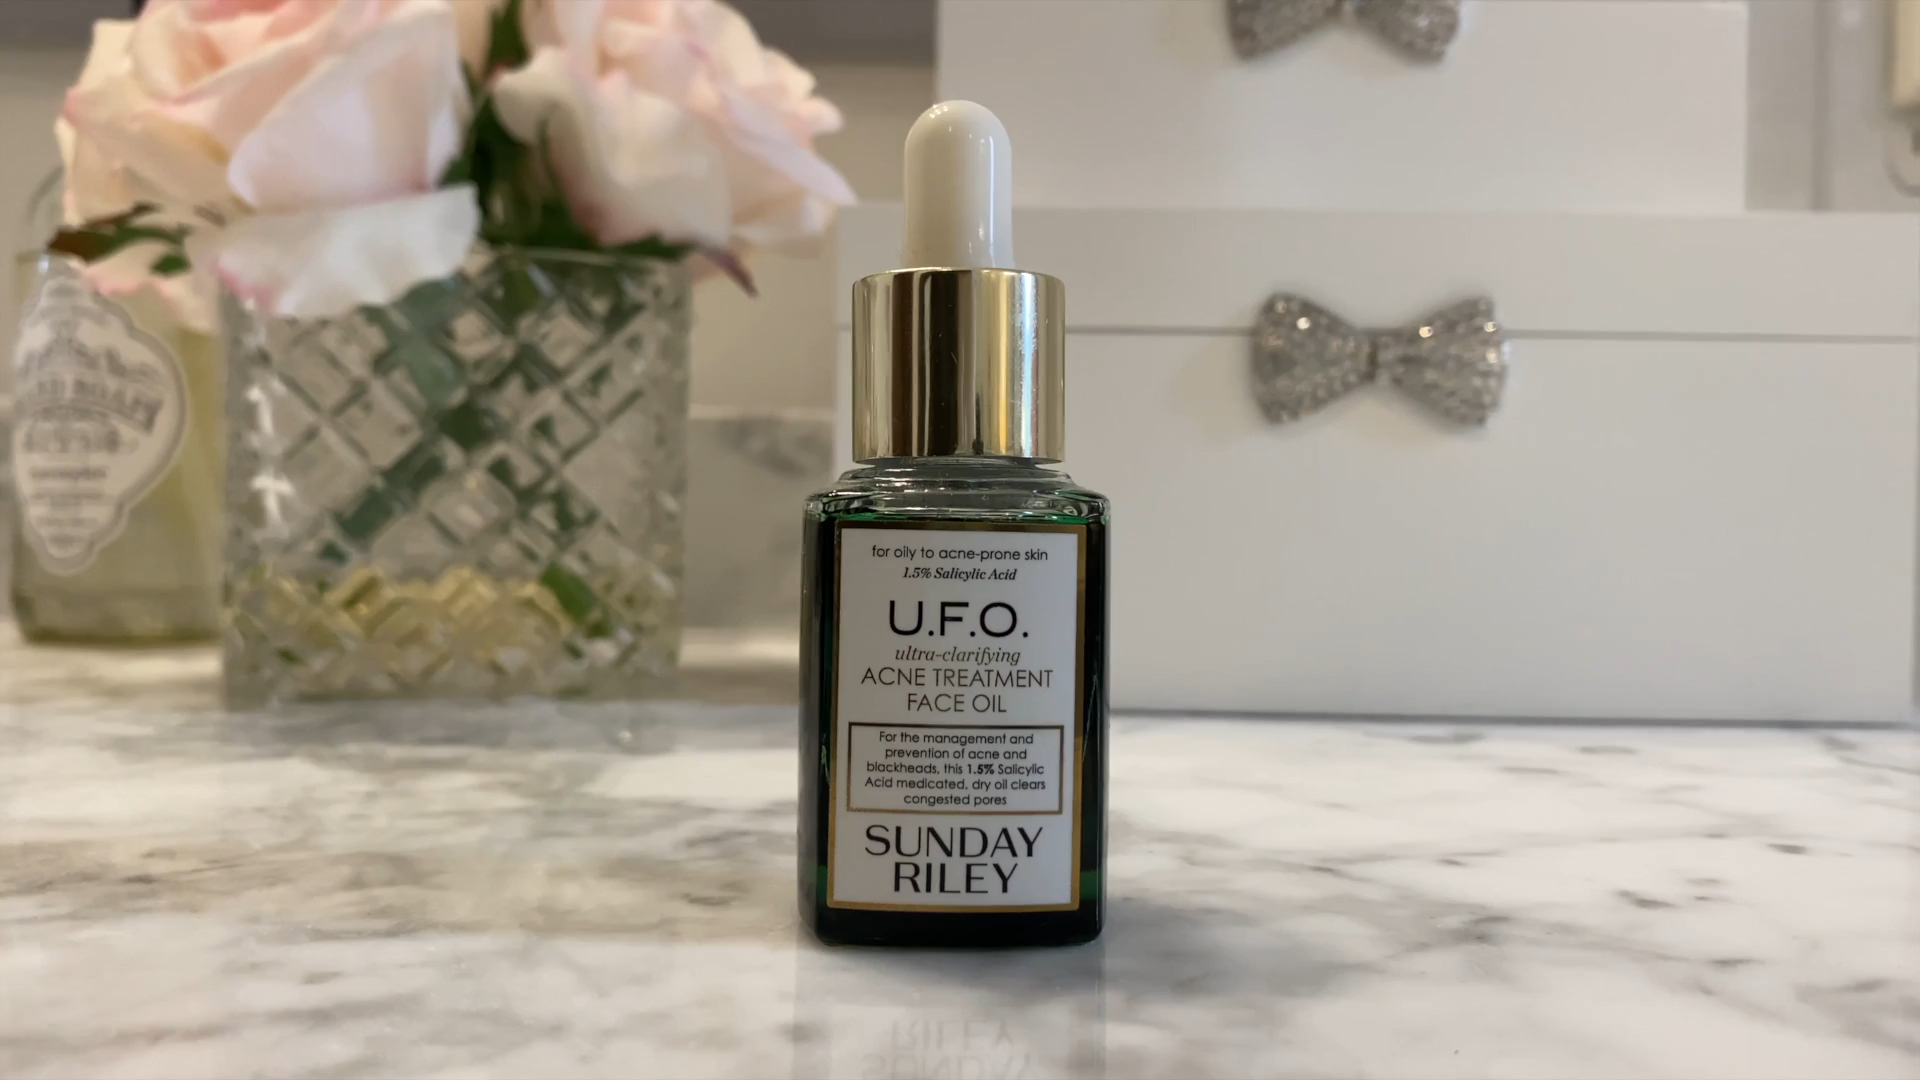 for oily to acne-prone skin
1.5% Salicylic Acid
U.F.O.
ultra-clarifying
ACNE TREATMENT
FACE OIL
For the management and
prevention of acne and
blackheads, this 1.5% Salicylic
Acid medicated, dry oil clears
congested pores
SUNDAY
RILEY